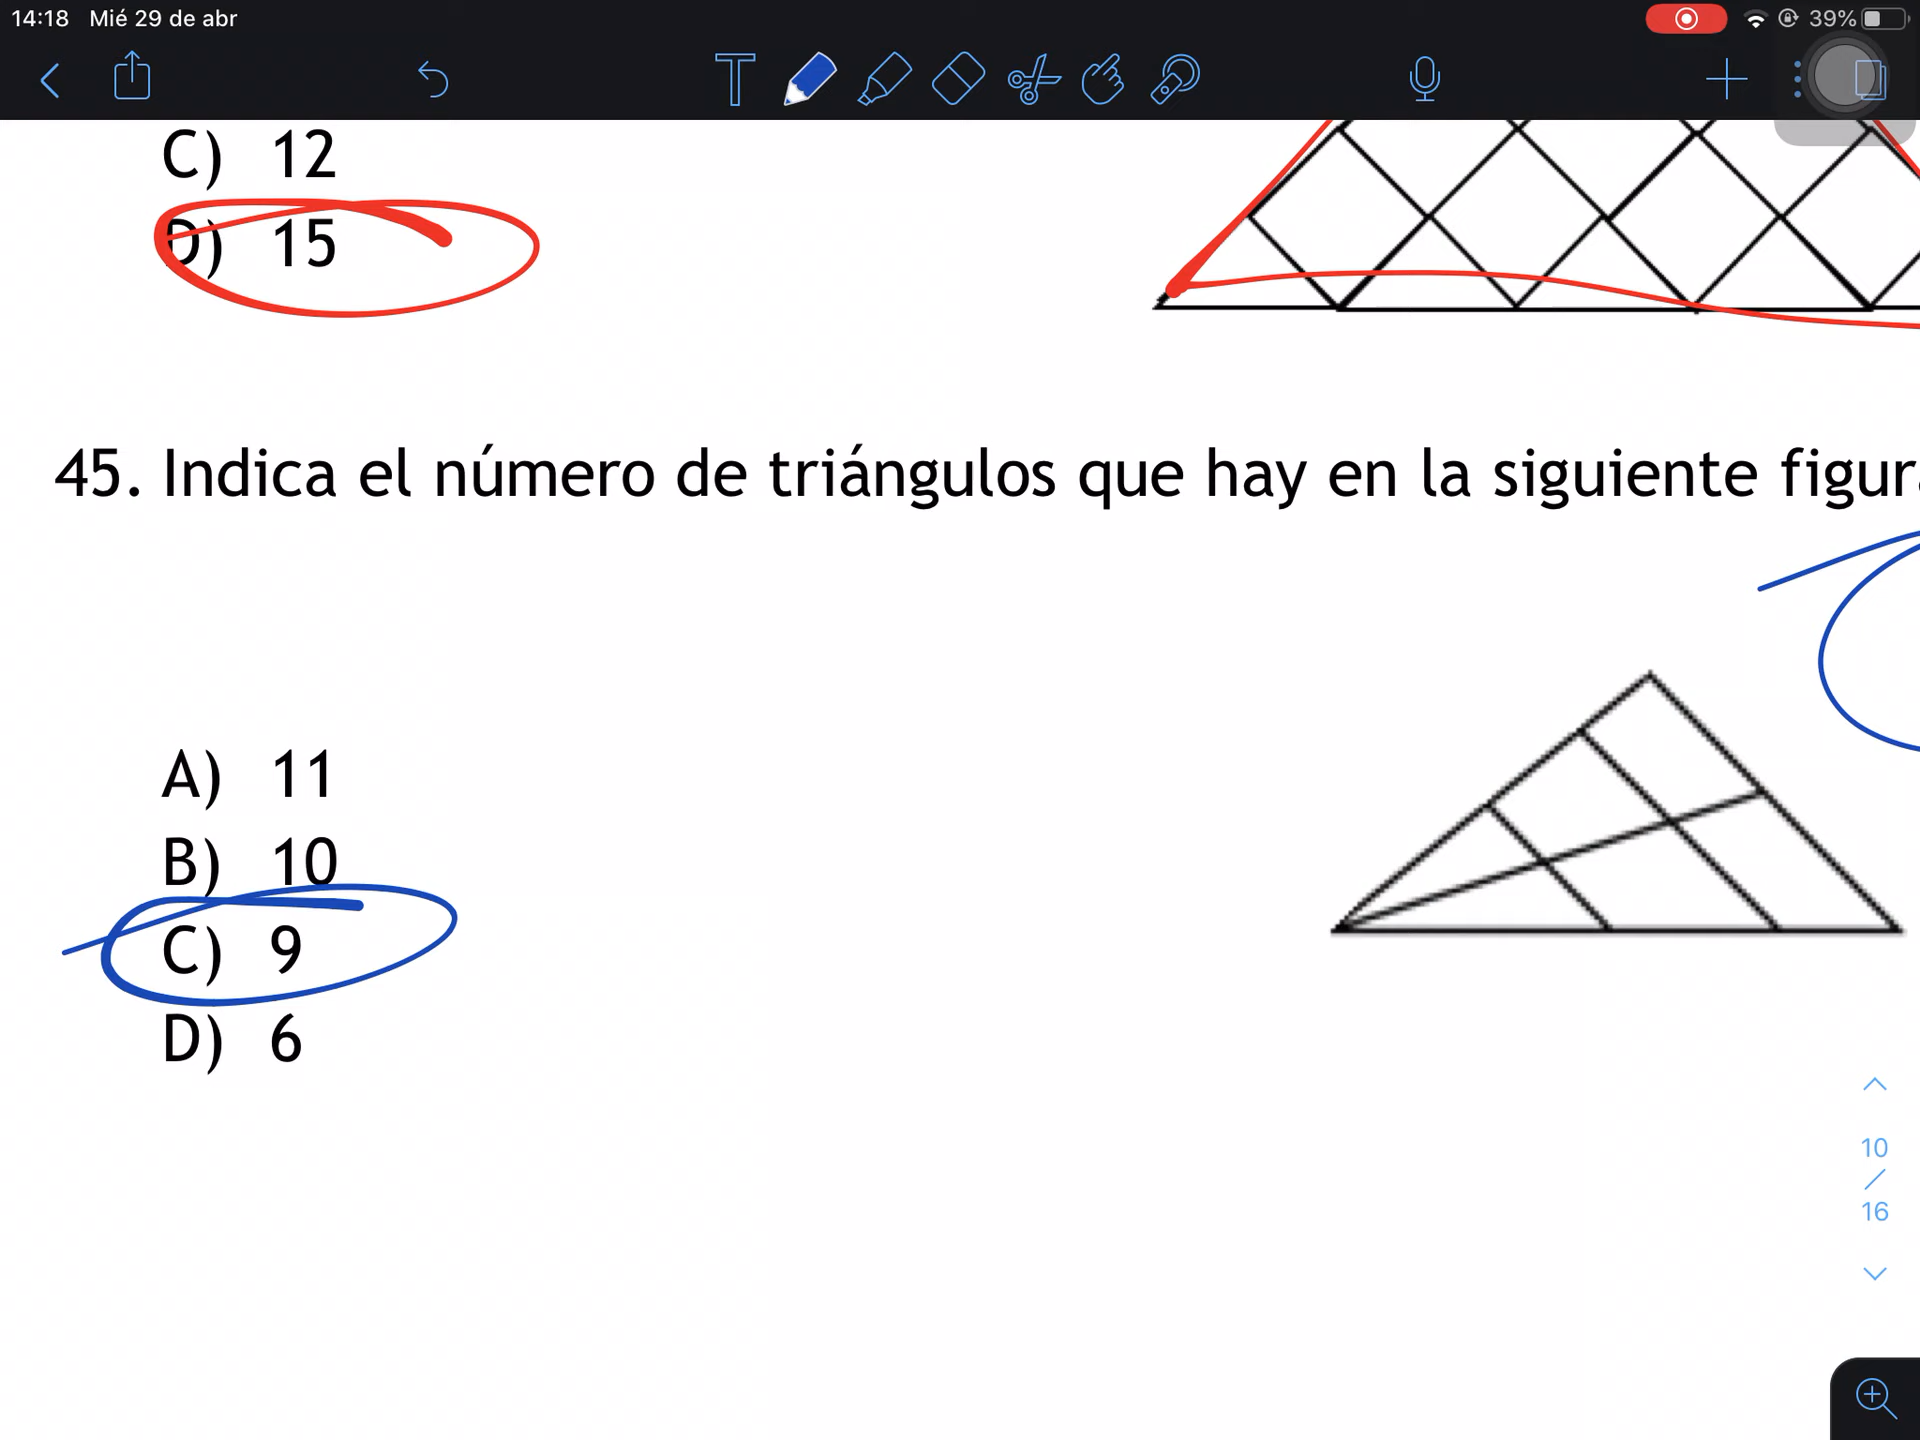 14:18 Mié 29 de abr
39%
C) 12
D) 15
45. Indica el número de triángulos que hay en la siguiente figur
A) 11
B) 10
C) 9
D) 6
10
/
16